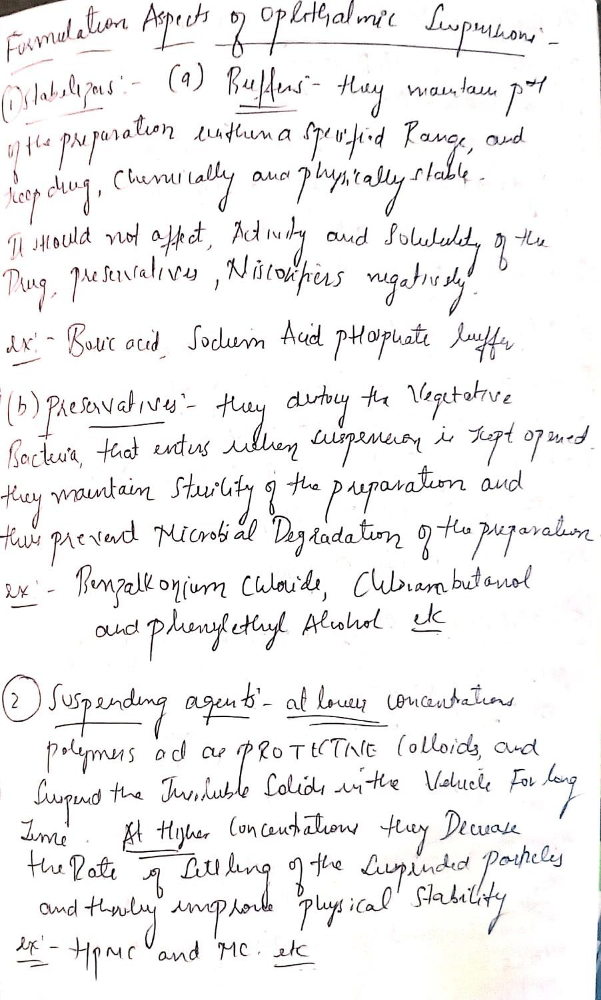 Formulation Aspects of Ophthalmic Suspensions -
① Stabelizers :- (a) Buffers - they maintain pH
of the preparation within a specified Range, and
keep drug, Chemically and physically stable.
It should not affect, Activity and Solubility of the
Drug, preservatives, Viscosifiers negatively.
ex :- Boric acid, Sodium Acid pHosphate buffer
(b) Preservatives :- they destory the Vegetative
Bacteria, that enters when suspension is kept opened.
they maintain Sterility of the preparation and
thus prevent Microbial Degradation of the preparation.
ex :- Benzalkonium Chloride, Chlorambutanol
and phenylethyl Alcohol etc
② Suspending agents :- at lower concentrations
polymers act as PROTECTIVE Colloids, and
Suspend the Insoluble Solids in the Vehicle For long
Time. At Higher Concentrations they Decrease
the Rate of Settling of the Suspended particles
and thereby improve physical Stability
ex :- HPMC and MC. etc